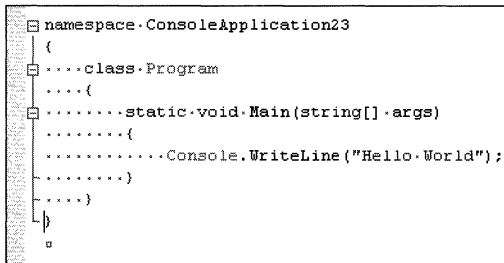 namespace·ConsoleApplication23
{
····class·Program
····{
········static·void·Main(string[]·args)
········{
············Console.WriteLine("Hello·World");
········}
····}
}